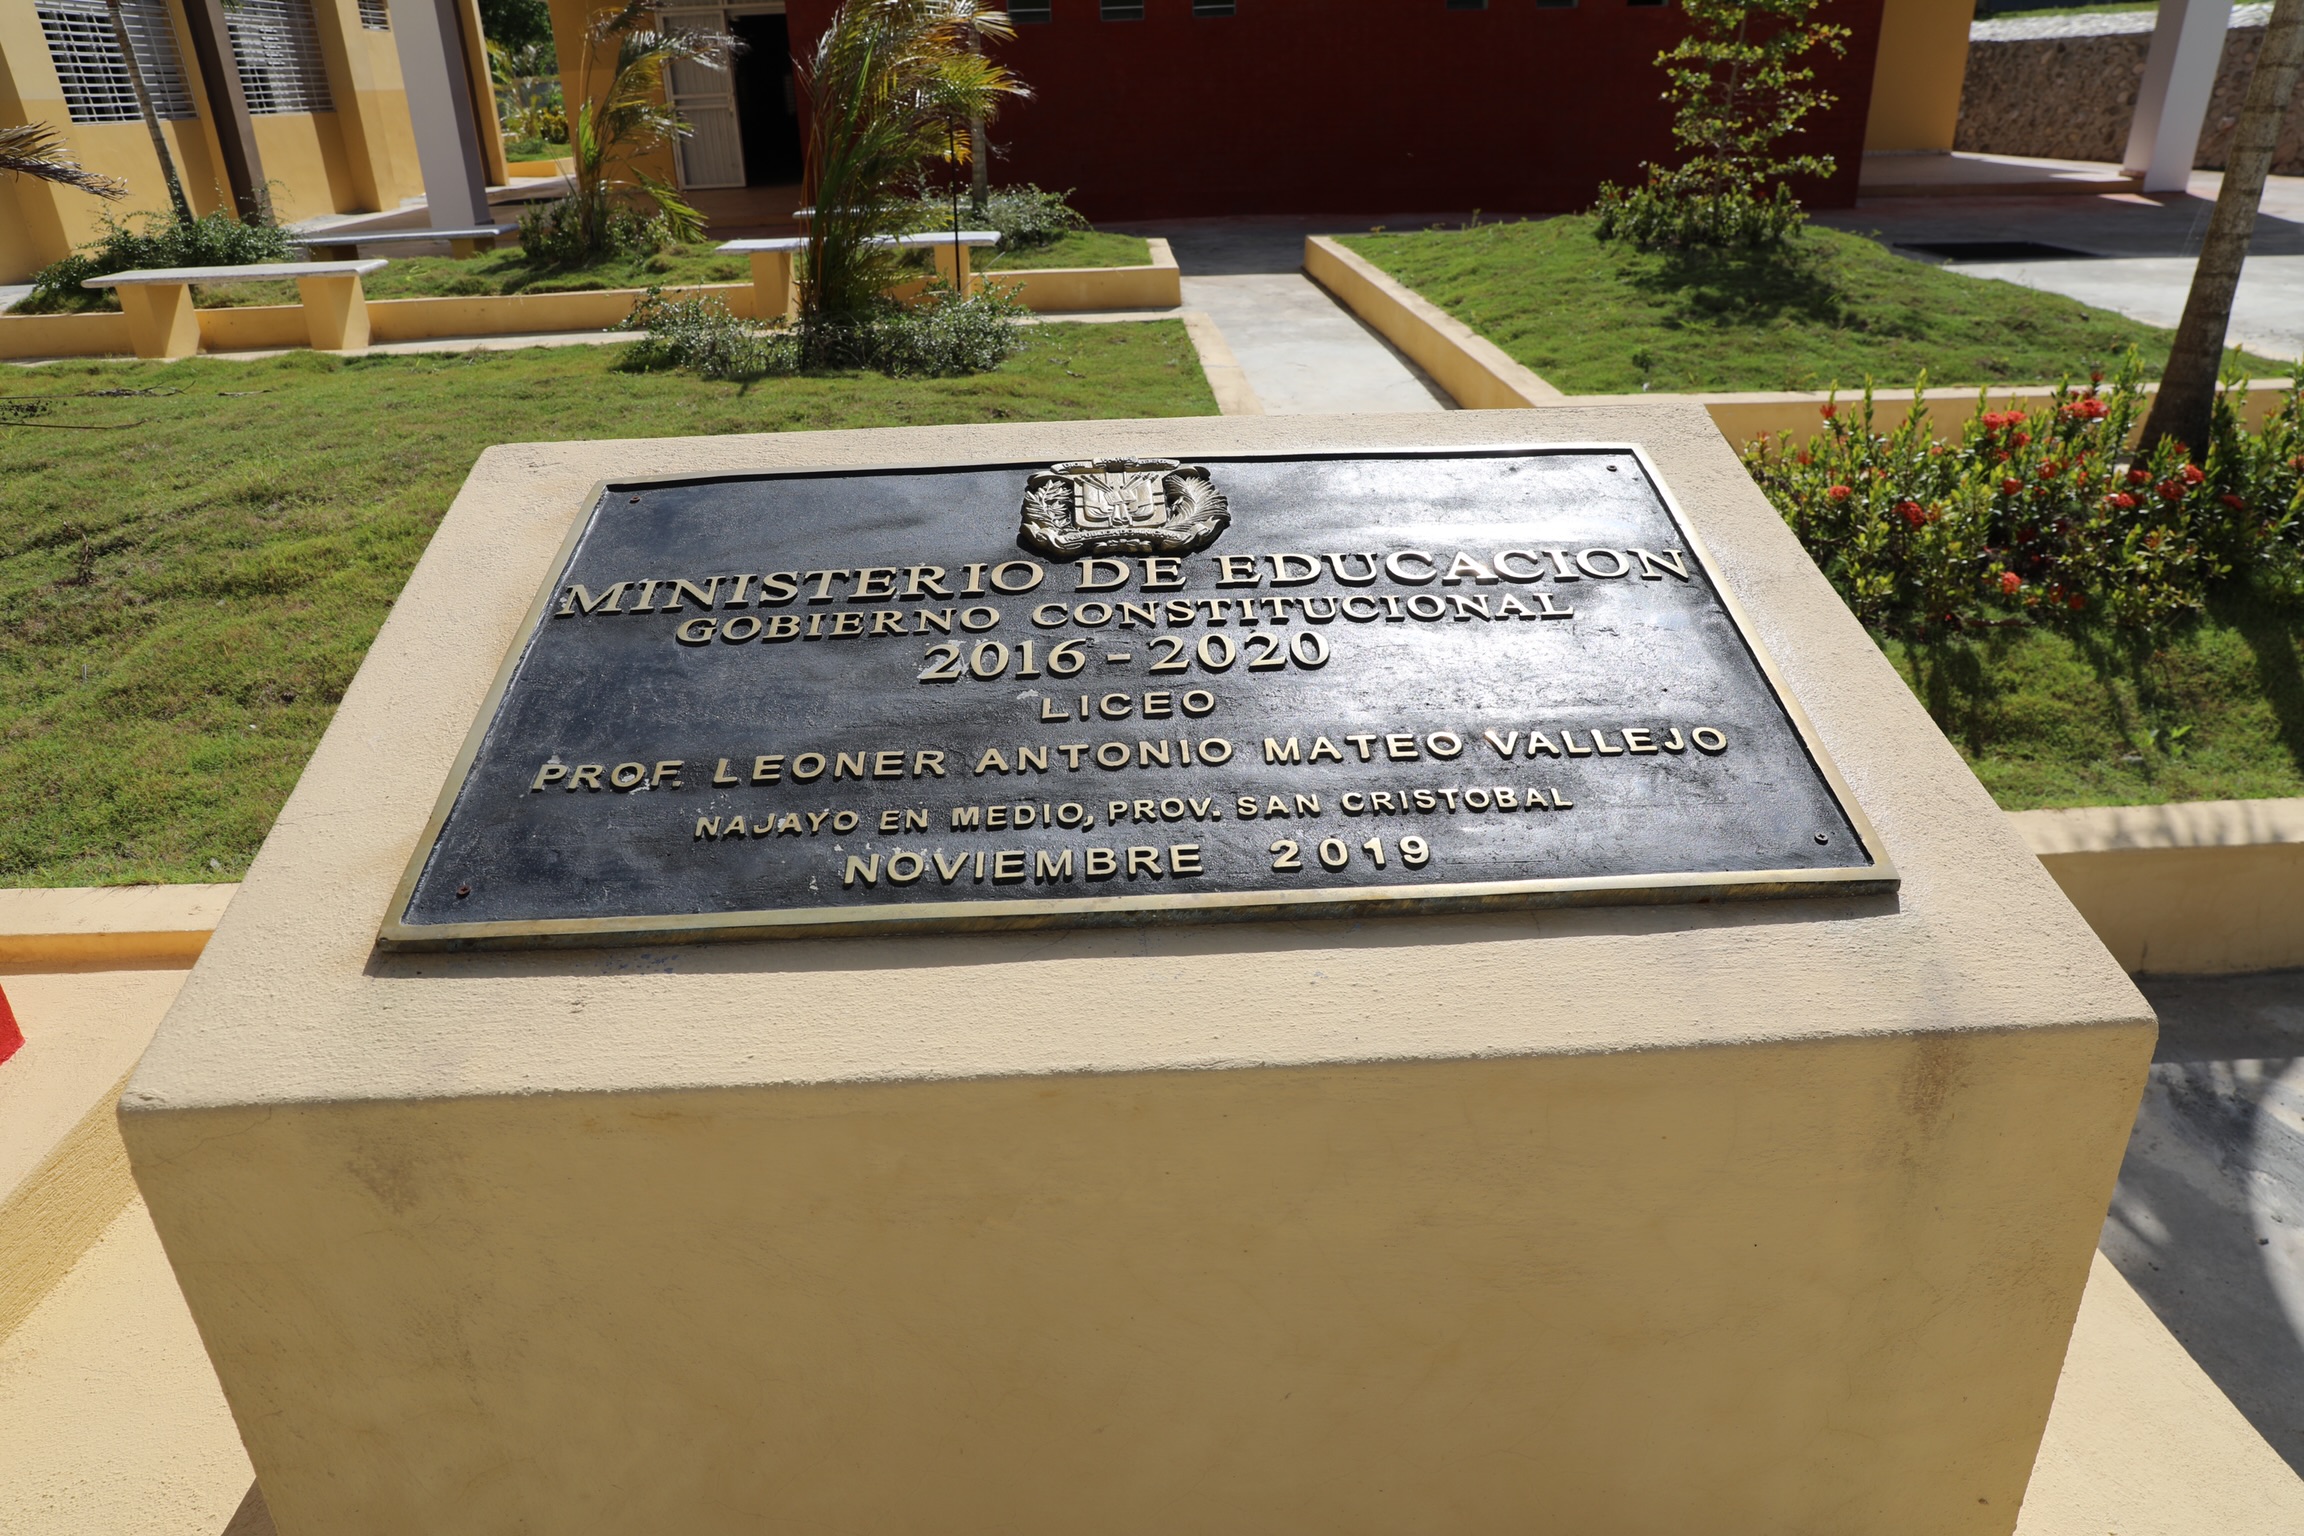 MINISTERIO DE EDUCACION
GOBIERNO CONSTITUCIONAL
2016 - 2020
LICEO
PROF. LEONER ANTONIO MATEO VALLEJO
NAJAYO EN MEDIO, PROV. SAN CRISTOBAL
NOVIEMBRE 2019